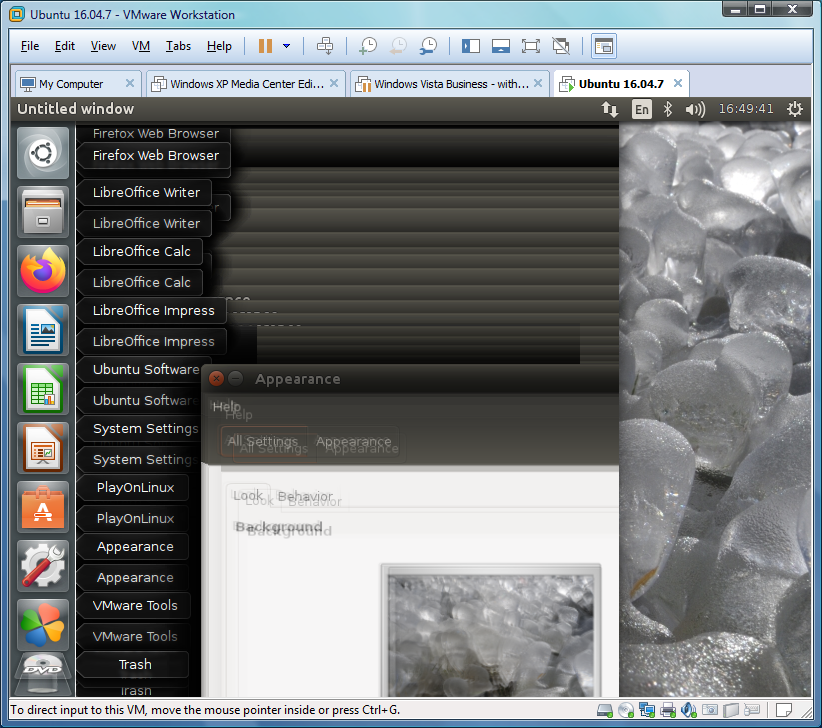 Ubuntu 16.04.7 - VMware Workstation
File Edit View VM Tabs Help
My Computer Windows XP Media Center Edi... Windows Vista Business - with... Ubuntu 16.04.7
Untitled window En 16:49:41
Firefox Web Browser
Firefox Web Browser
LibreOffice Writer
LibreOffice Writer
LibreOffice Calc
LibreOffice Calc
LibreOffice Impress
LibreOffice Impress
Ubuntu Software
Ubuntu Software
System Settings
System Settings
PlayOnLinux
PlayOnLinux
Appearance
Appearance
VMware Tools
VMware Tools
Trash
Trash
Appearance
Help
Help
All Settings Appearance
All Settings Appearance
Look Behavior
Look Behavior
Background
Background
DVD
To direct input to this VM, move the mouse pointer inside or press Ctrl+G.